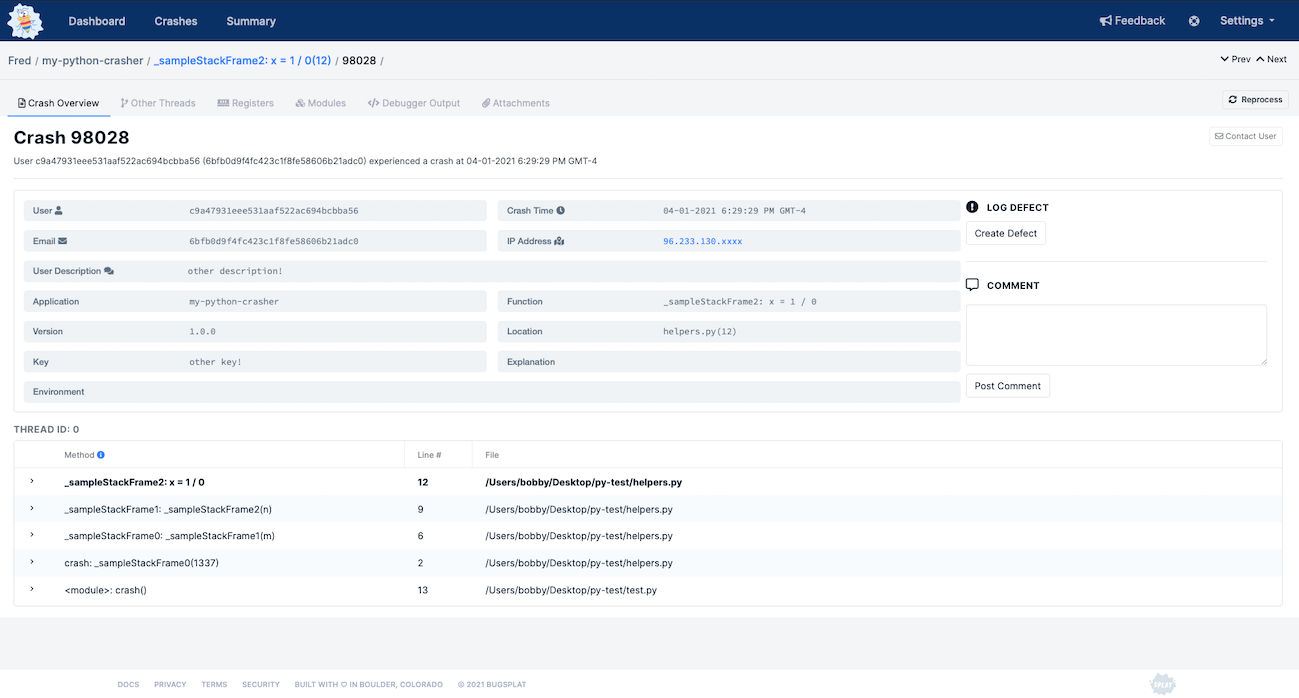 Dashboard Crashes Summary Feedback Settings
Fred / my-python-crasher / _sampleStackFrame2: x = 1 / 0(12) / 98028 / Prev Next
Crash Overview Other Threads Registers Modules Debugger Output Attachments Reprocess
Crash 98028 Contact User
User c9a47931eee531aaf522ac694bcbba56 (6bfb0d9f4fc423c1f8fe58606b21adc0) experienced a crash at 04-01-2021 6:29:29 PM GMT-4
User c9a47931eee531aaf522ac694bcbba56 Crash Time 04-01-2021 6:29:29 PM GMT-4
Email 6bfb0d9f4fc423c1f8fe58606b21adc0 IP Address 96.233.130.xxxx
User Description other description!
Application my-python-crasher Function _sampleStackFrame2: x = 1 / 0
Version 1.0.0 Location helpers.py(12)
Key other key! Explanation
Environment
LOG DEFECT
Create Defect
COMMENT
Post Comment
THREAD ID: 0
Method Line # File
_sampleStackFrame2: x = 1 / 0 12 /Users/bobby/Desktop/py-test/helpers.py
_sampleStackFrame1: _sampleStackFrame2(n) 9 /Users/bobby/Desktop/py-test/helpers.py
_sampleStackFrame0: _sampleStackFrame1(m) 6 /Users/bobby/Desktop/py-test/helpers.py
crash: _sampleStackFrame0(1337) 2 /Users/bobby/Desktop/py-test/helpers.py
<module>: crash() 13 /Users/bobby/Desktop/py-test/test.py
DOCS PRIVACY TERMS SECURITY BUILT WITH ♡ IN BOULDER, COLORADO © 2021 BUGSPLAT
SPLAT